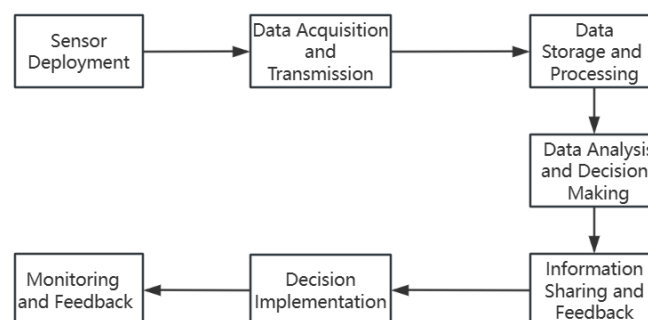 Sensor
Deployment
Data Acquisition
and
Transmission
Data
Storage and
Processing
Data Analysis
and Decision
Making
Information
Sharing and
Feedback
Decision
Implementation
Monitoring
and Feedback